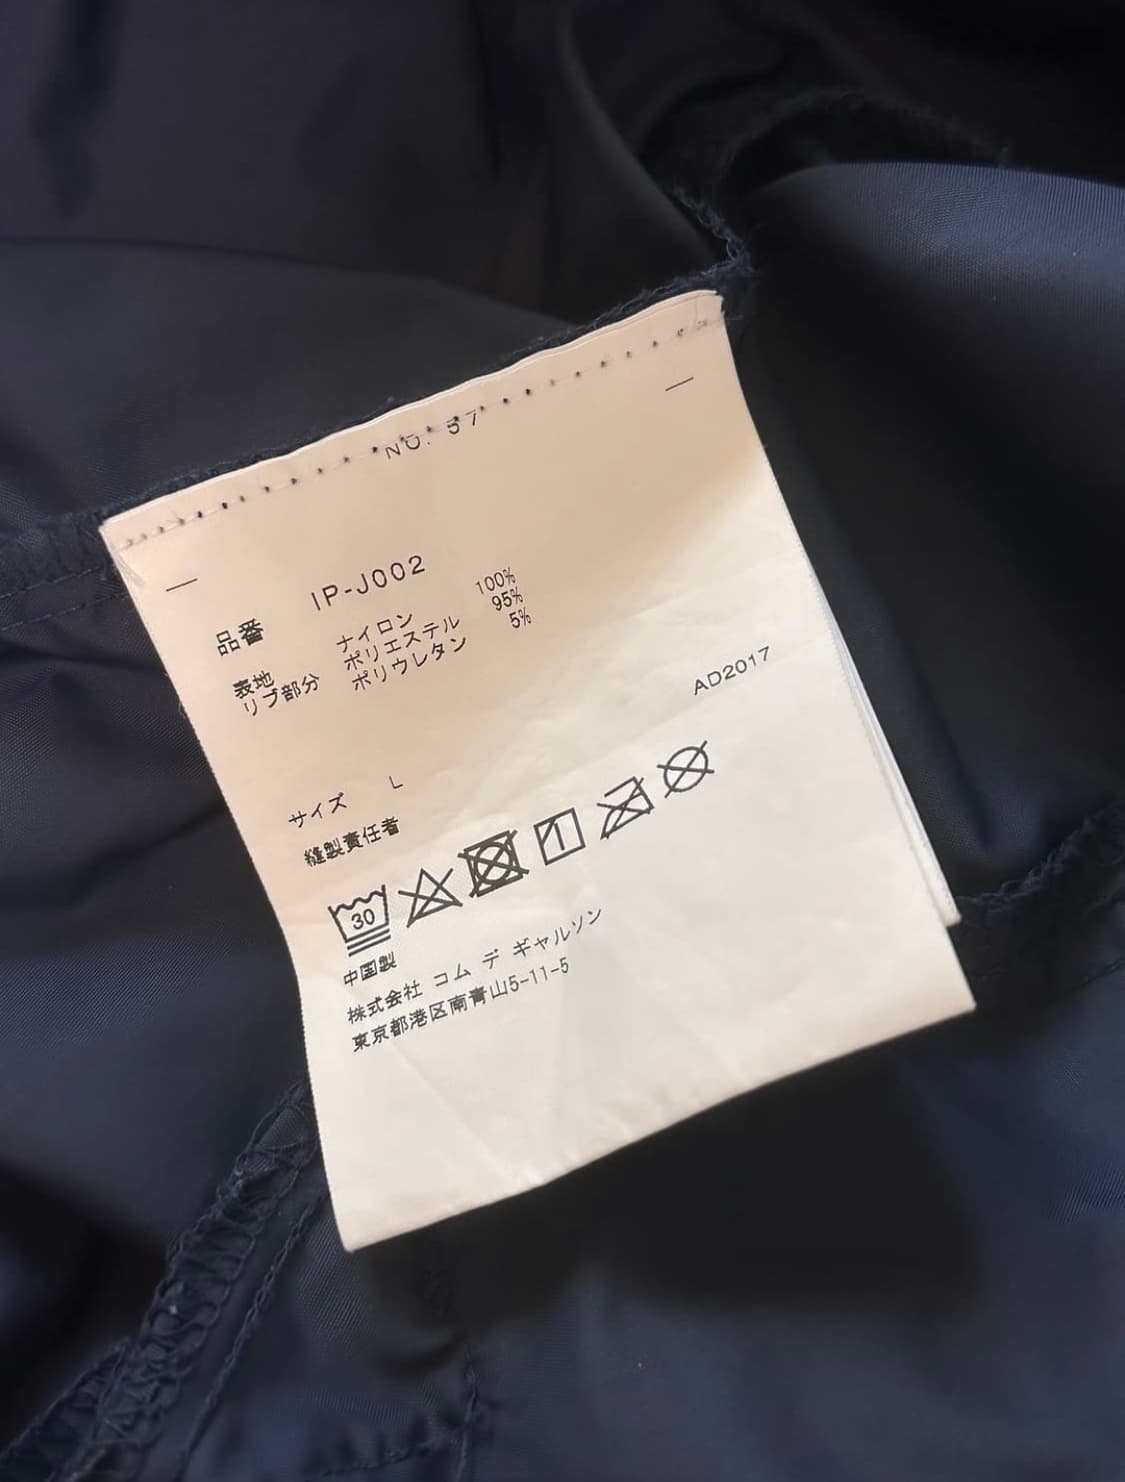 NO. 57
品番 IP-J002
表地 ナイロン 100%
リブ部分 ポリエステル 95%
ポリウレタン 5%
AD2017
サイズ L
縫製責任者
30
中国製
株式会社 コム デ ギャルソン
東京都港区南青山5-11-5